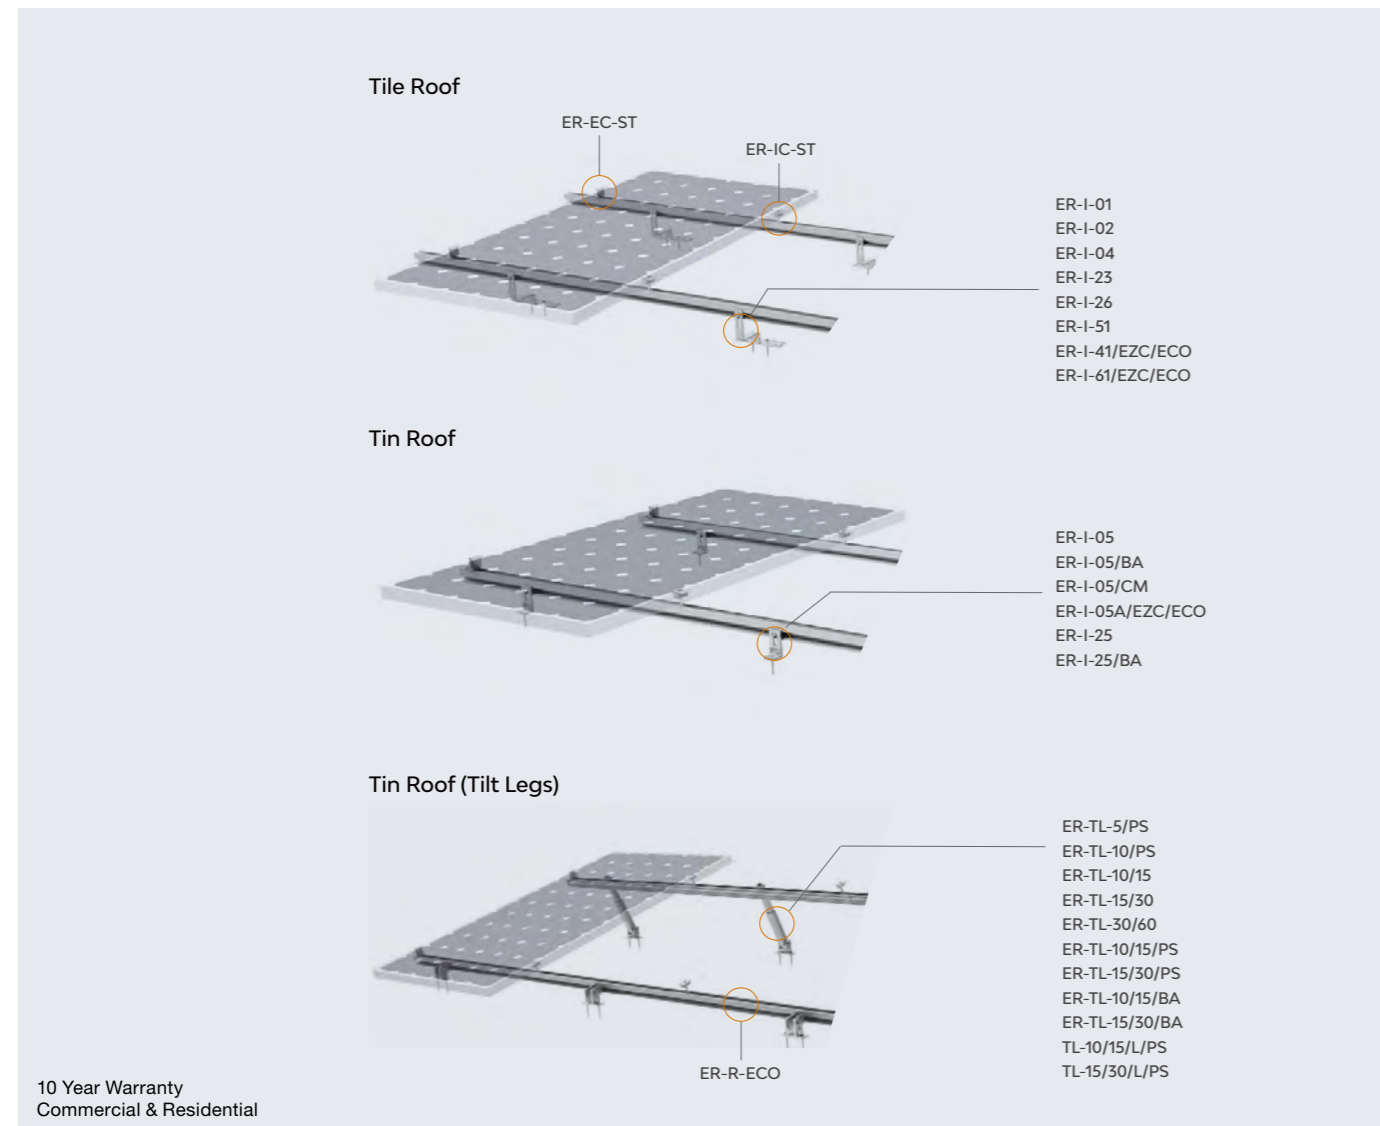 Tile Roof
ER-EC-ST
ER-IC-ST
ER-I-01
ER-I-02
ER-I-04
ER-I-23
ER-I-26
ER-I-51
ER-I-41/EZC/ECO
ER-I-61/EZC/ECO
Tin Roof
ER-I-05
ER-I-05/BA
ER-I-05/CM
ER-I-05A/EZC/ECO
ER-I-25
ER-I-25/BA
Tin Roof (Tilt Legs)
ER-TL-5/PS
ER-TL-10/PS
ER-TL-10/15
ER-TL-15/30
ER-TL-30/60
ER-TL-10/15/PS
ER-TL-15/30/PS
ER-TL-10/15/BA
ER-TL-15/30/BA
TL-10/15/L/PS
TL-15/30/L/PS
ER-R-ECO
10 Year Warranty
Commercial & Residential